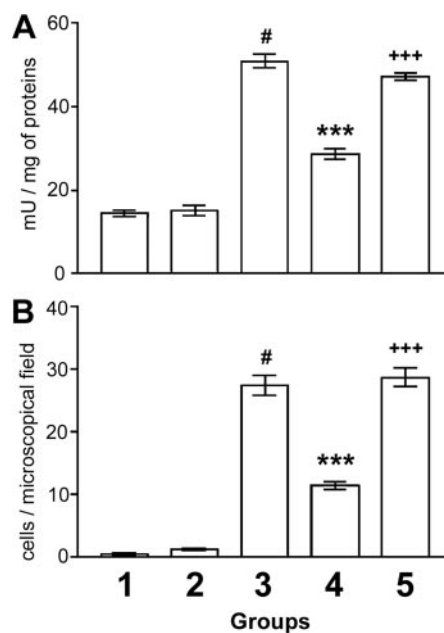 A
mU / mg of proteins
60
40
20
0
#
***
+++
B
cells / microscopical field
40
30
20
10
0
#
***
+++
1 2 3 4 5
Groups